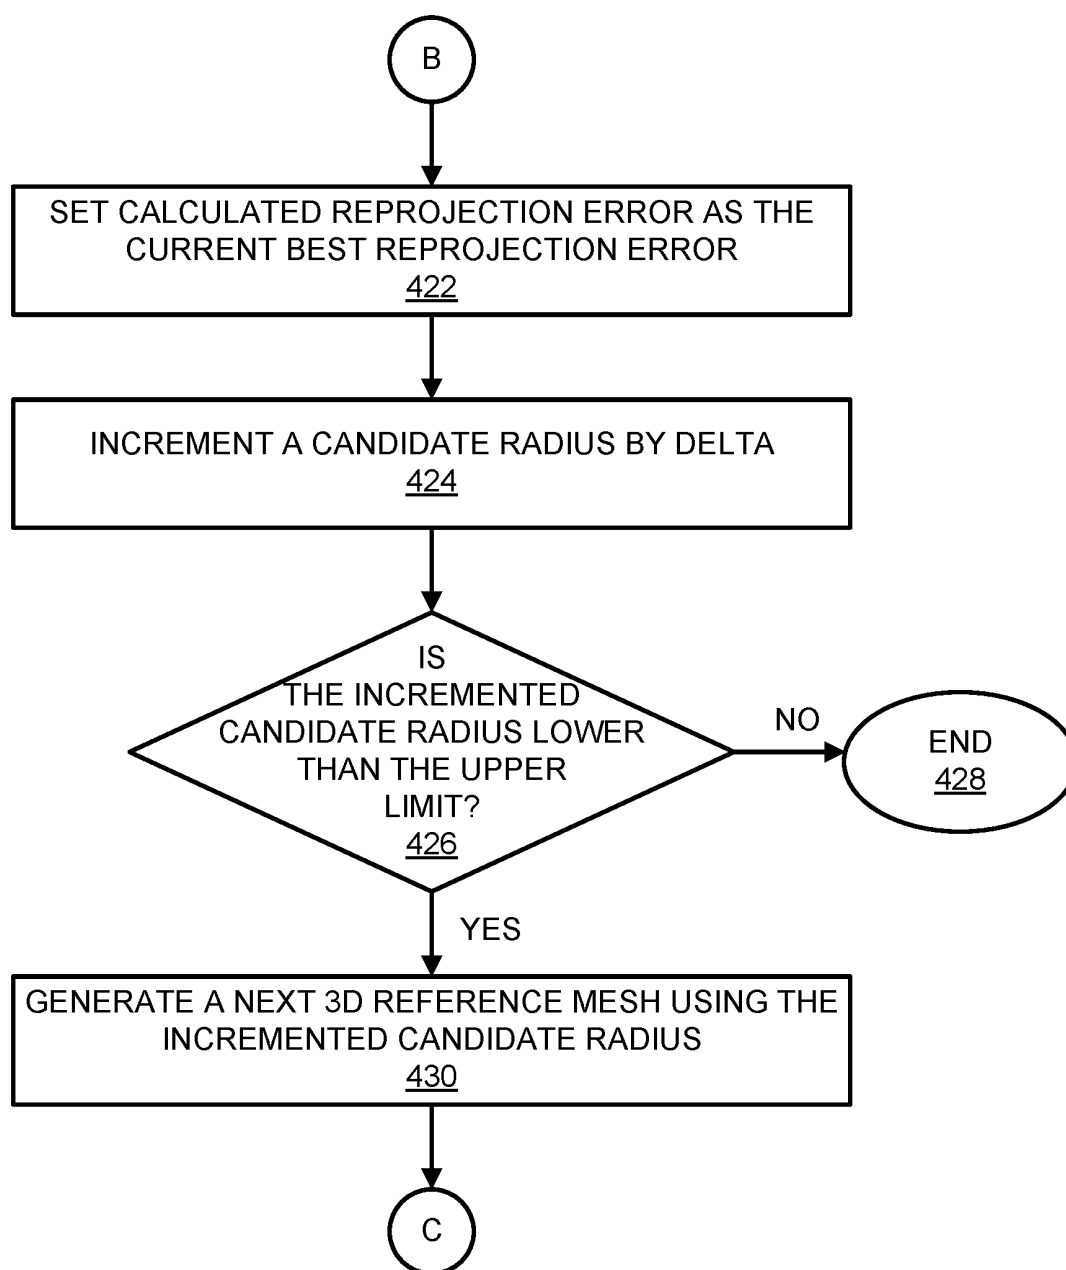 B
SET CALCULATED REPROJECTION ERROR AS THE
CURRENT BEST REPROJECTION ERROR
422
INCREMENT A CANDIDATE RADIUS BY DELTA
424
IS
THE INCREMENTED
CANDIDATE RADIUS LOWER
THAN THE UPPER
LIMIT?
426
NO
END
428
YES
GENERATE A NEXT 3D REFERENCE MESH USING THE
INCREMENTED CANDIDATE RADIUS
430
C